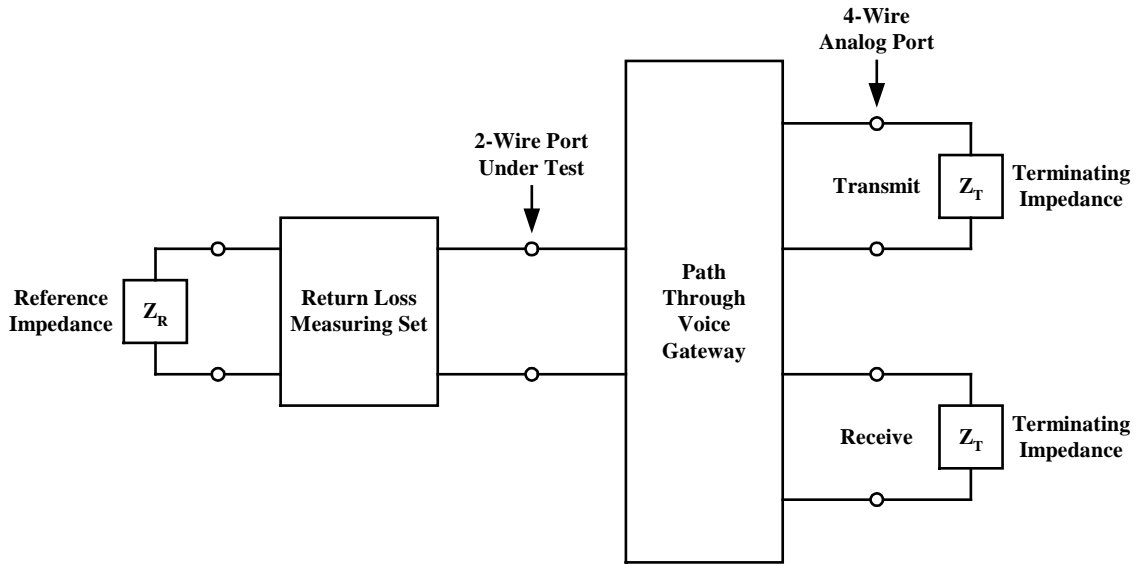 4-Wire
Analog Port
2-Wire Port
Under Test
Transmit
Z_T
Terminating
Impedance
Reference
Impedance
Z_R
Return Loss
Measuring Set
Path
Through
Voice
Gateway
Receive
Z_T
Terminating
Impedance